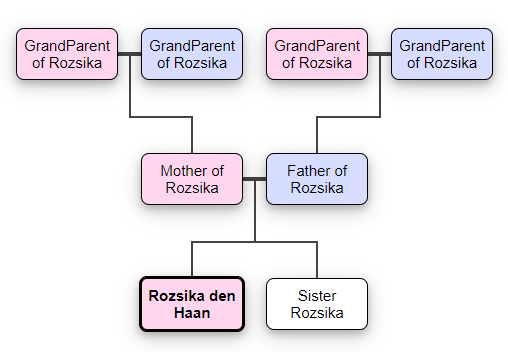 GrandParent
of Rozsika
GrandParent
of Rozsika
GrandParent
of Rozsika
GrandParent
of Rozsika
Mother of
Rozsika
Father of
Rozsika
Rozsika den
Haan
Sister
Rozsika